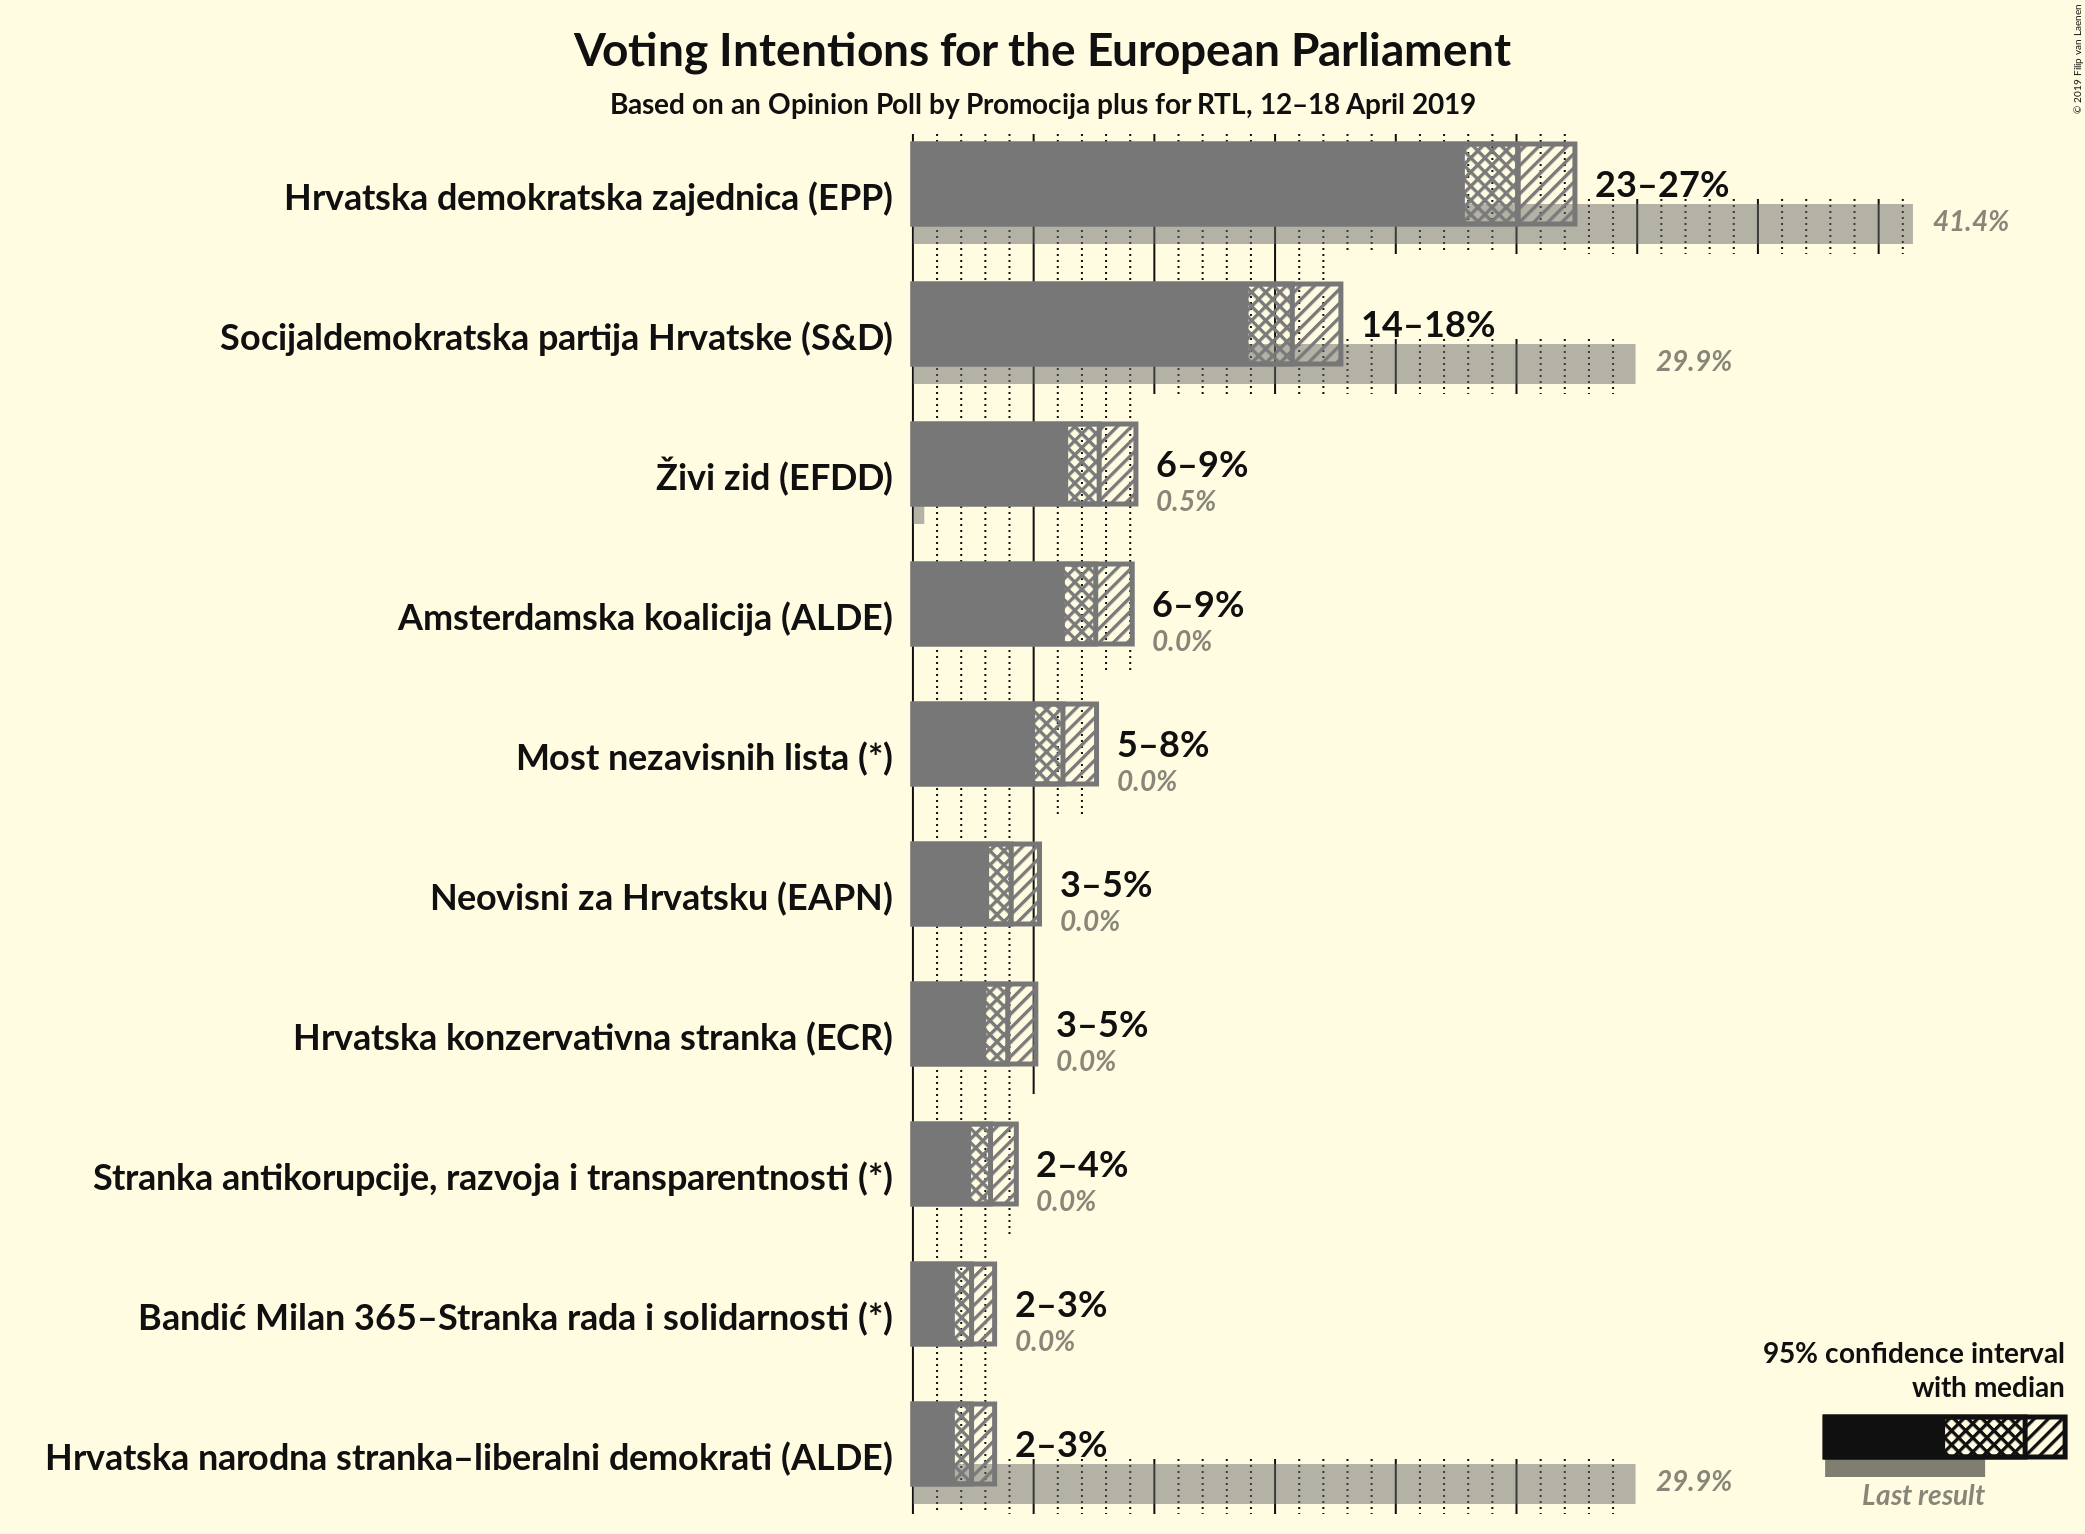 Voting Intentions for the European Parliament
Based on an Opinion Poll by Promocija plus for RTL, 12–18 April 2019
© 2019 Filip van Laenen
Hrvatska demokratska zajednica (EPP)
23–27%
41.4%
Socijaldemokratska partija Hrvatske (S&D)
14–18%
29.9%
Živi zid (EFDD)
6–9%
0.5%
Amsterdamska koalicija (ALDE)
6–9%
0.0%
Most nezavisnih lista (*)
5–8%
0.0%
Neovisni za Hrvatsku (EAPN)
3–5%
0.0%
Hrvatska konzervativna stranka (ECR)
3–5%
0.0%
Stranka antikorupcije, razvoja i transparentnosti (*)
2–4%
0.0%
Bandić Milan 365–Stranka rada i solidarnosti (*)
2–3%
0.0%
Hrvatska narodna stranka–liberalni demokrati (ALDE)
2–3%
29.9%
95% confidence interval
with median
Last result